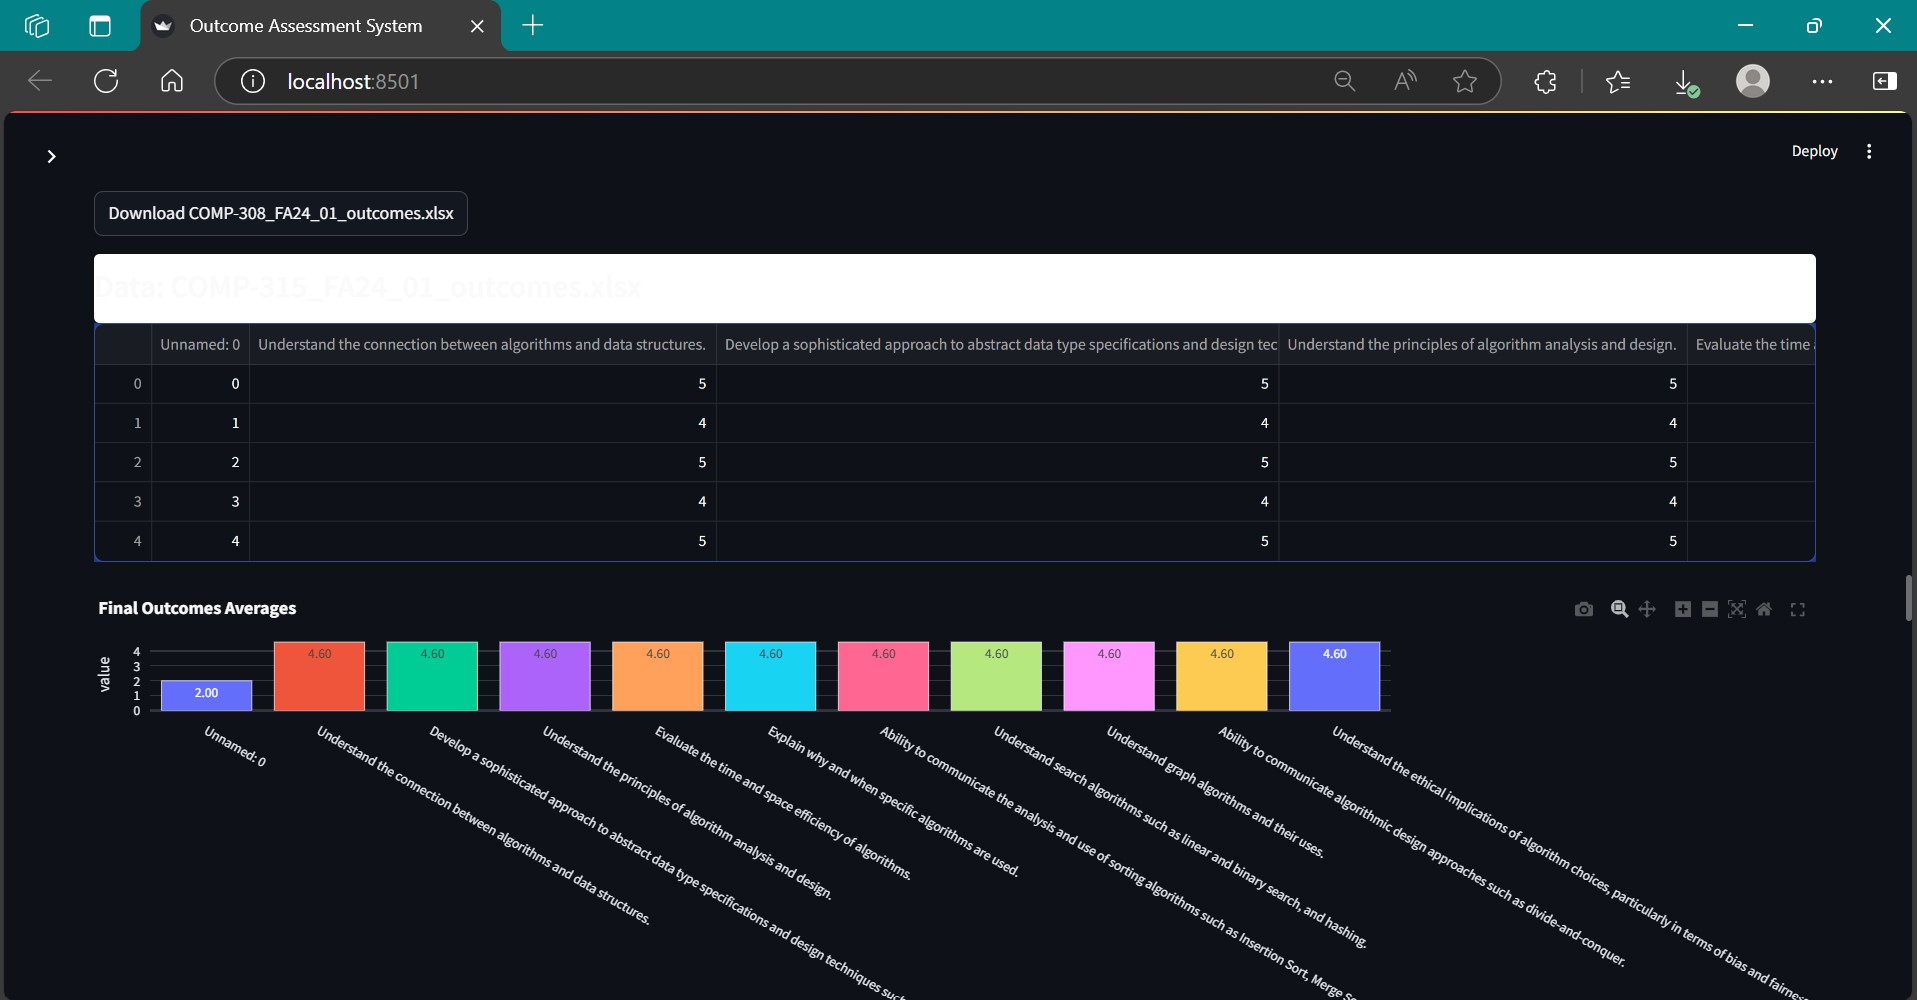 Outcome Assessment System
localhost:8501
Deploy
Download COMP-308_FA24_01_outcomes.xlsx
Data: COMP-315_FA24_01_outcomes.xlsx
Unnamed: 0 Understand the connection between algorithms and data structures. Develop a sophisticated approach to abstract data type specifications and design tec Understand the principles of algorithm analysis and design. Evaluate the time
0 0 5 5 5
1 1 4 4 4
2 2 5 5 5
3 3 4 4 4
4 4 5 5 5
Final Outcomes Averages
value
4
3
2
1
0
2.00 4.60 4.60 4.60 4.60 4.60 4.60 4.60 4.60 4.60 4.60
Unnamed: 0
Understand the connection between algorithms and data structures.
Develop a sophisticated approach to abstract data type specifications and design techniques suc
Understand the principles of algorithm analysis and design.
Evaluate the time and space efficiency of algorithms.
Explain why and when specific algorithms are used.
Ability to communicate the analysis and use of sorting algorithms such as Insertion Sort, Merge S
Understand search algorithms such as linear and binary search, and hashing.
Understand graph algorithms and their uses.
Ability to communicate algorithmic design approaches such as divide-and-conquer.
Understand the ethical implications of algorithm choices, particularly in terms of bias and fairnes